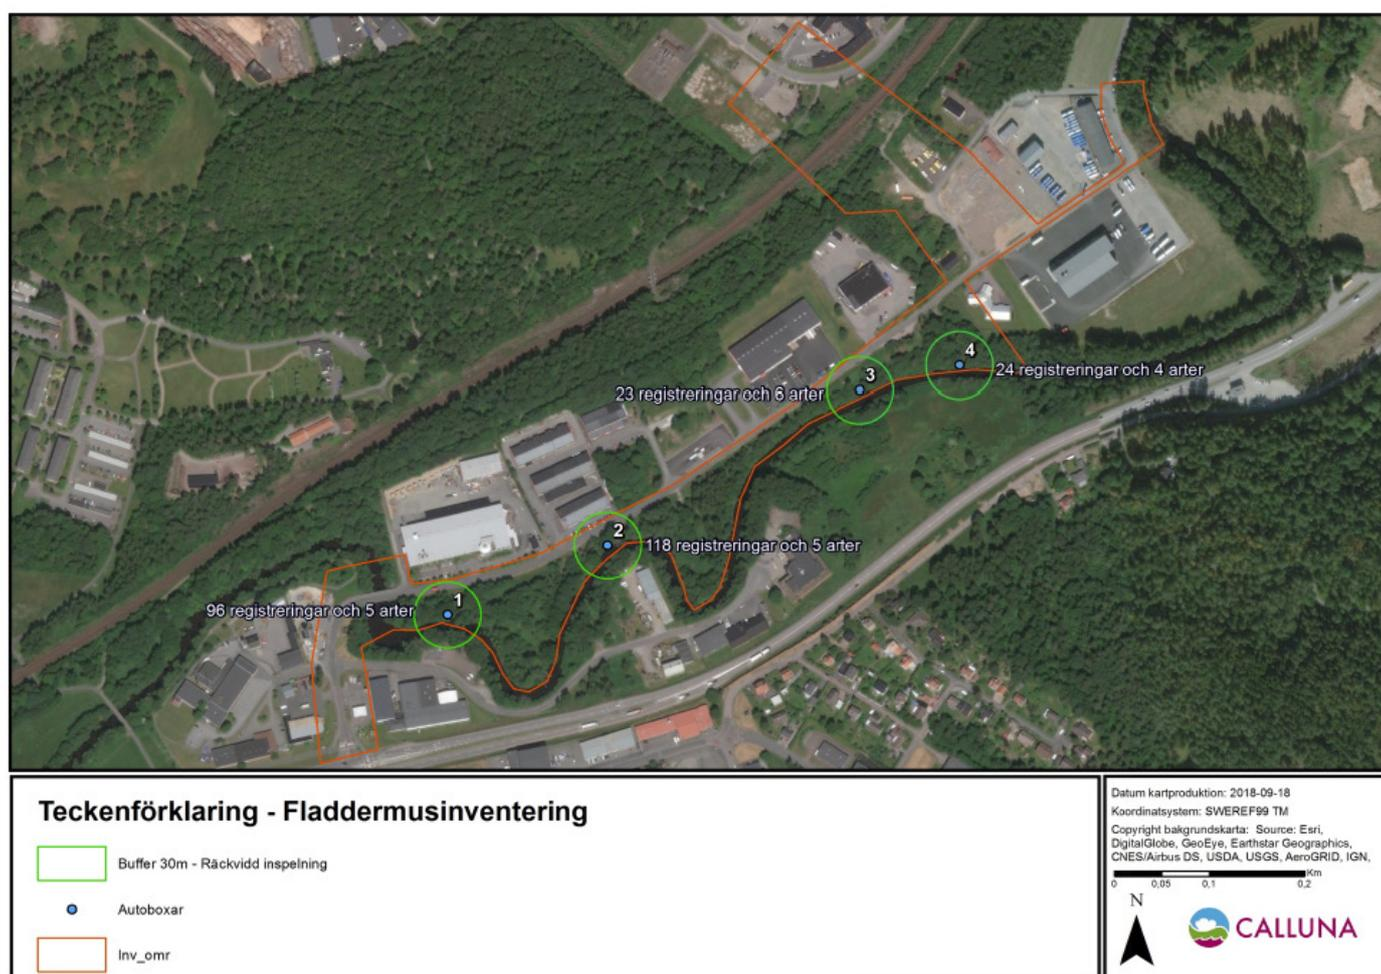 4
24 registreringar och 4 arter
3
23 registreringar och 6 arter
2
118 registreringar och 5 arter
1
96 registreringar och 5 arter
Teckenförklaring - Fladdermusinventering
Buffer 30m - Räckvidd inspelning
Autoboxar
Inv_omr
Datum kartproduktion: 2018-09-18
Koordinatsystem: SWEREF99 TM
Copyright bakgrundskarta: Source: Esri,
DigitalGlobe, GeoEye, Earthstar Geographics,
CNES/Airbus DS, USDA, USGS, AeroGRID, IGN,
Km
0 0,05 0,1 0,2
N
CALLUNA